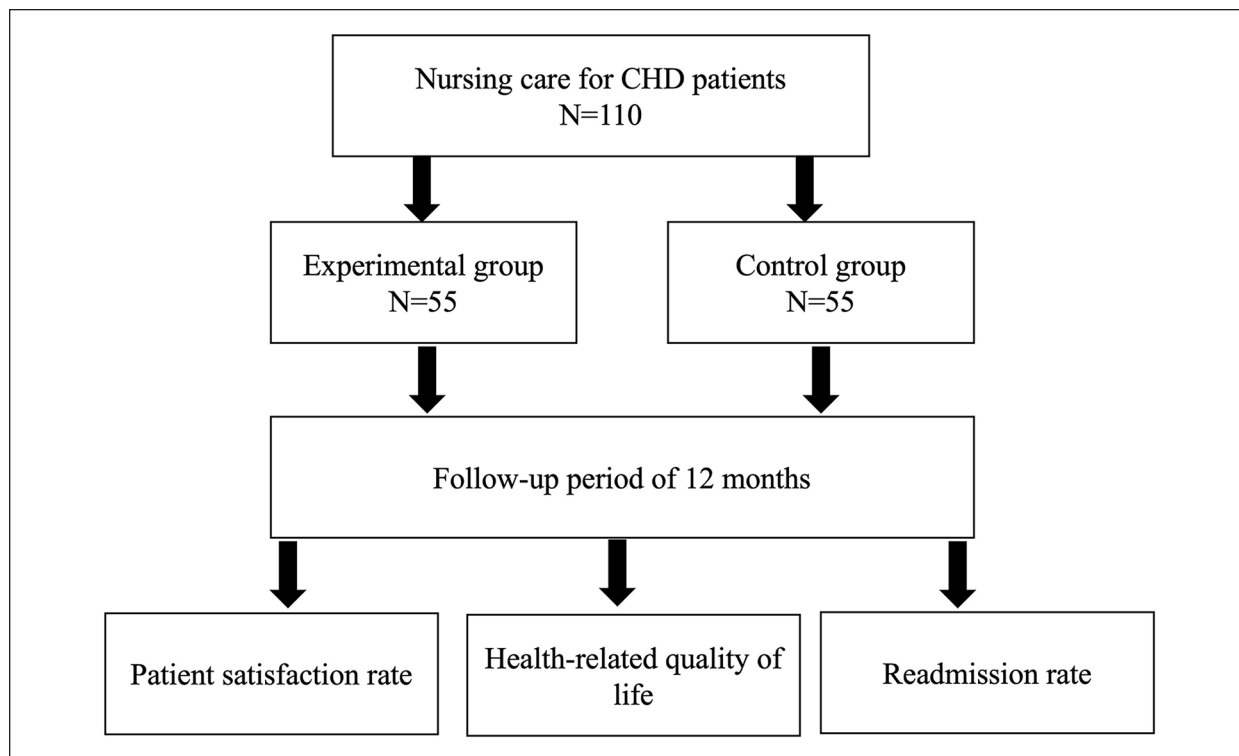 Nursing care for CHD patients
N=110
Experimental group
N=55
Control group
N=55
Follow-up period of 12 months
Patient satisfaction rate
Health-related quality of
life
Readmission rate